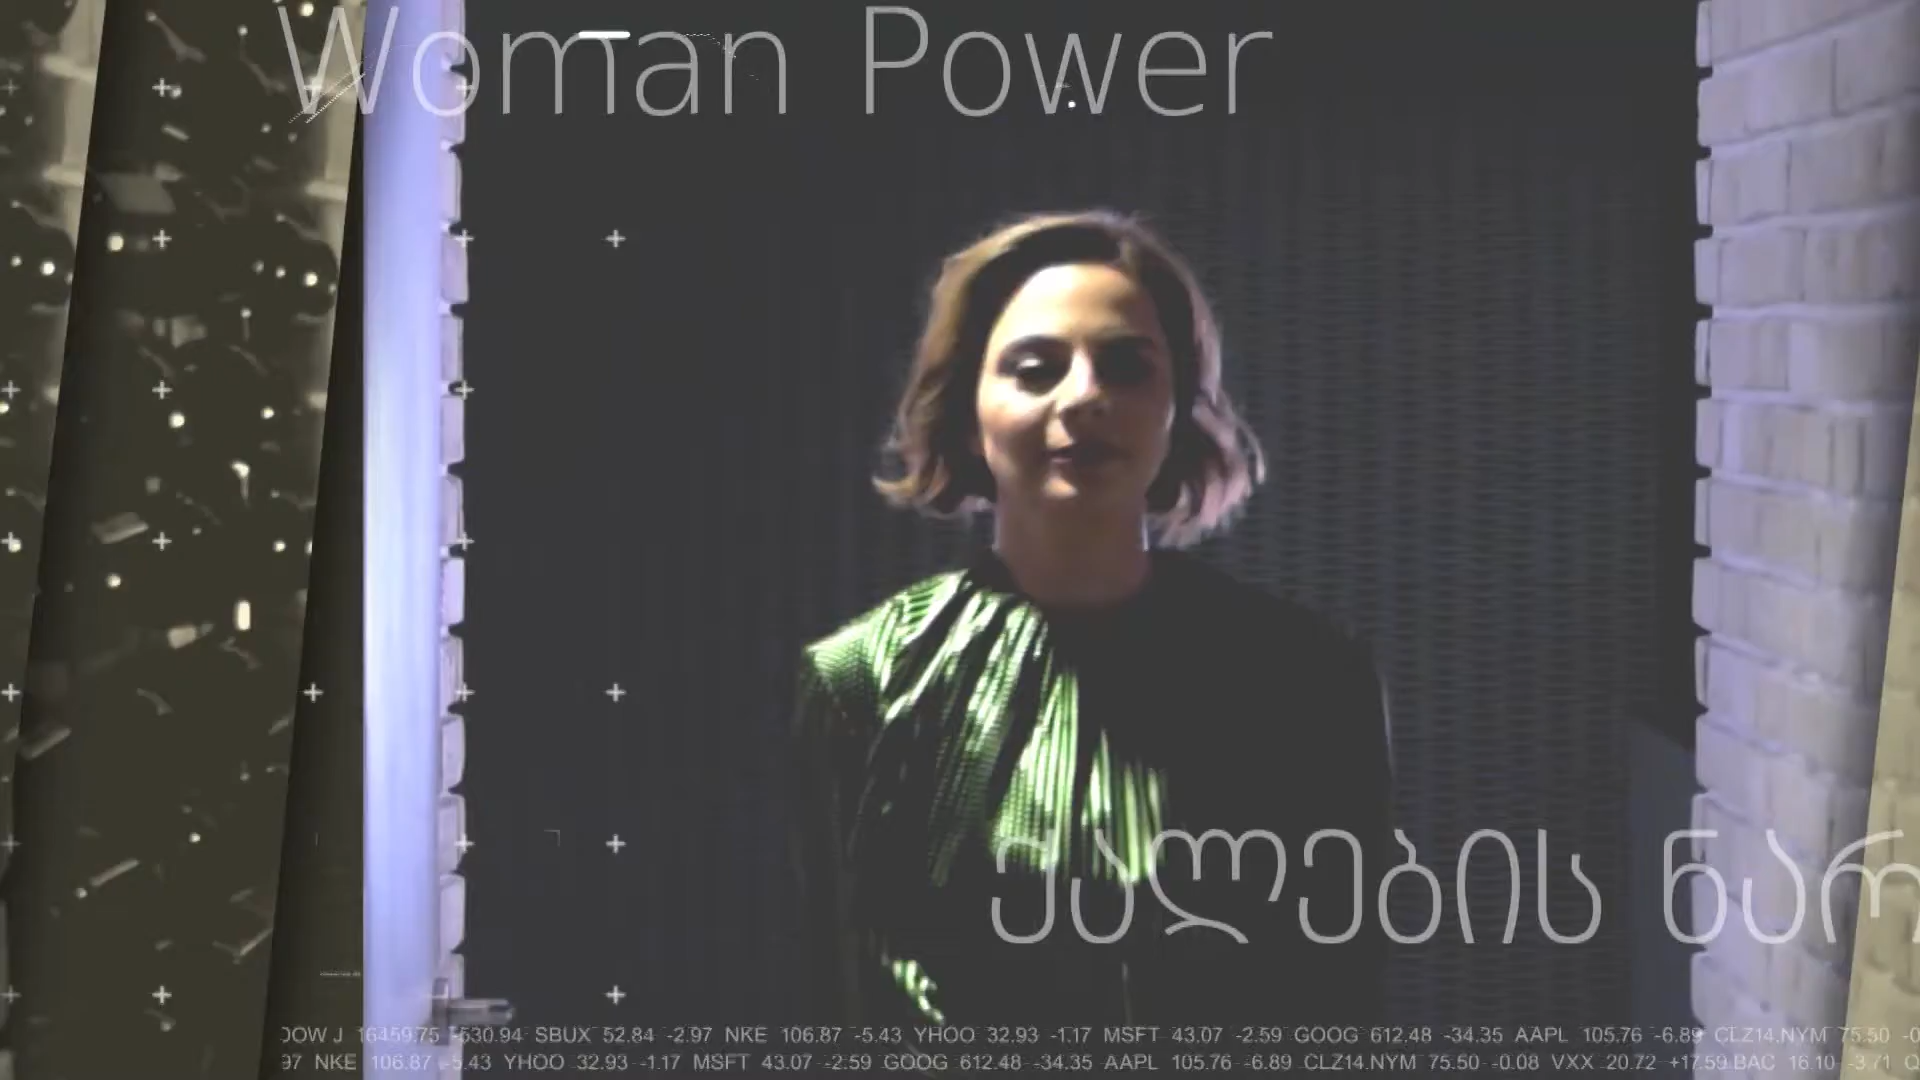 Woman Power
ქალების
DOW J 16459.75 -530.94 SBUX 52.84 -2.97 NKE 106.87 -5.43 YHOO 32.93 -1.17 MSFT 43.07 -2.59 GOOG 612.48 -34.35 AAPL 105.76 -6.89 CLZ14.NYM 75.50
97 NKE 106.87 -5.43 YHOO 32.93 -1.17 MSFT 43.07 -2.59 GOOG 612.48 -34.35 AAPL 105.76 -6.89 CLZ14.NYM 75.50 -0.08 VXX 20.72 +17.59 BAC 16.10 -3.71